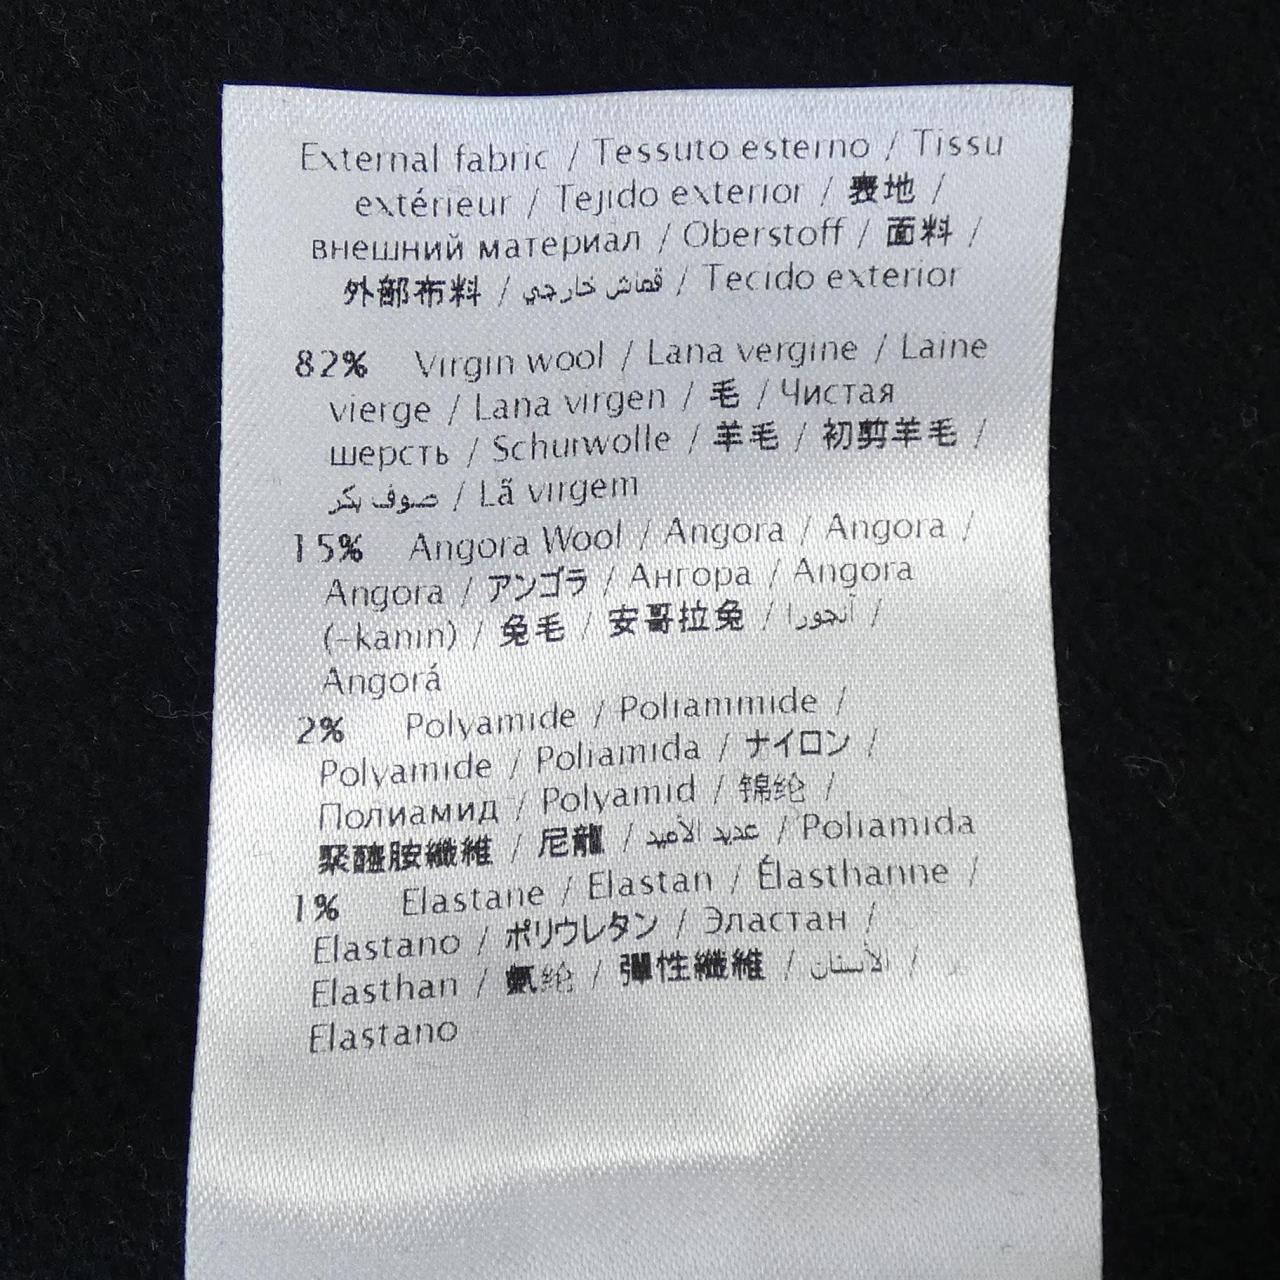 External fabric / Tessuto esterno / Tissu
extérieur / Tejido exterior / 表地 /
внешний материал / Oberstoff / 面料 /
外部布料 / قماش خارجي / Tecido exterior
82% Virgin wool / Lana vergine / Laine
vierge / Lana virgen / 毛 / Чистая
шерсть / Schurwolle / 羊毛 / 初剪羊毛 /
صوف بكر / Lã virgem
15% Angora Wool / Angora / Angora /
Angora / アンゴラ / Ангора / Angora
(-kanin) / 兔毛 / 安哥拉兔 / آنجورا /
Angorá
2% Polyamide / Poliammide /
Polyamide / Poliamida / ナイロン /
Полиамид / Polyamid / 锦纶 /
聚醯胺纖維 / 尼龍 / عديد الأميد / Poliamida
1% Elastane / Elastan / Élasthanne /
Elastano / ポリウレタン / Эластан /
Elasthan / 氨纶 / 彈性纖維 / الأستان /
Elastano